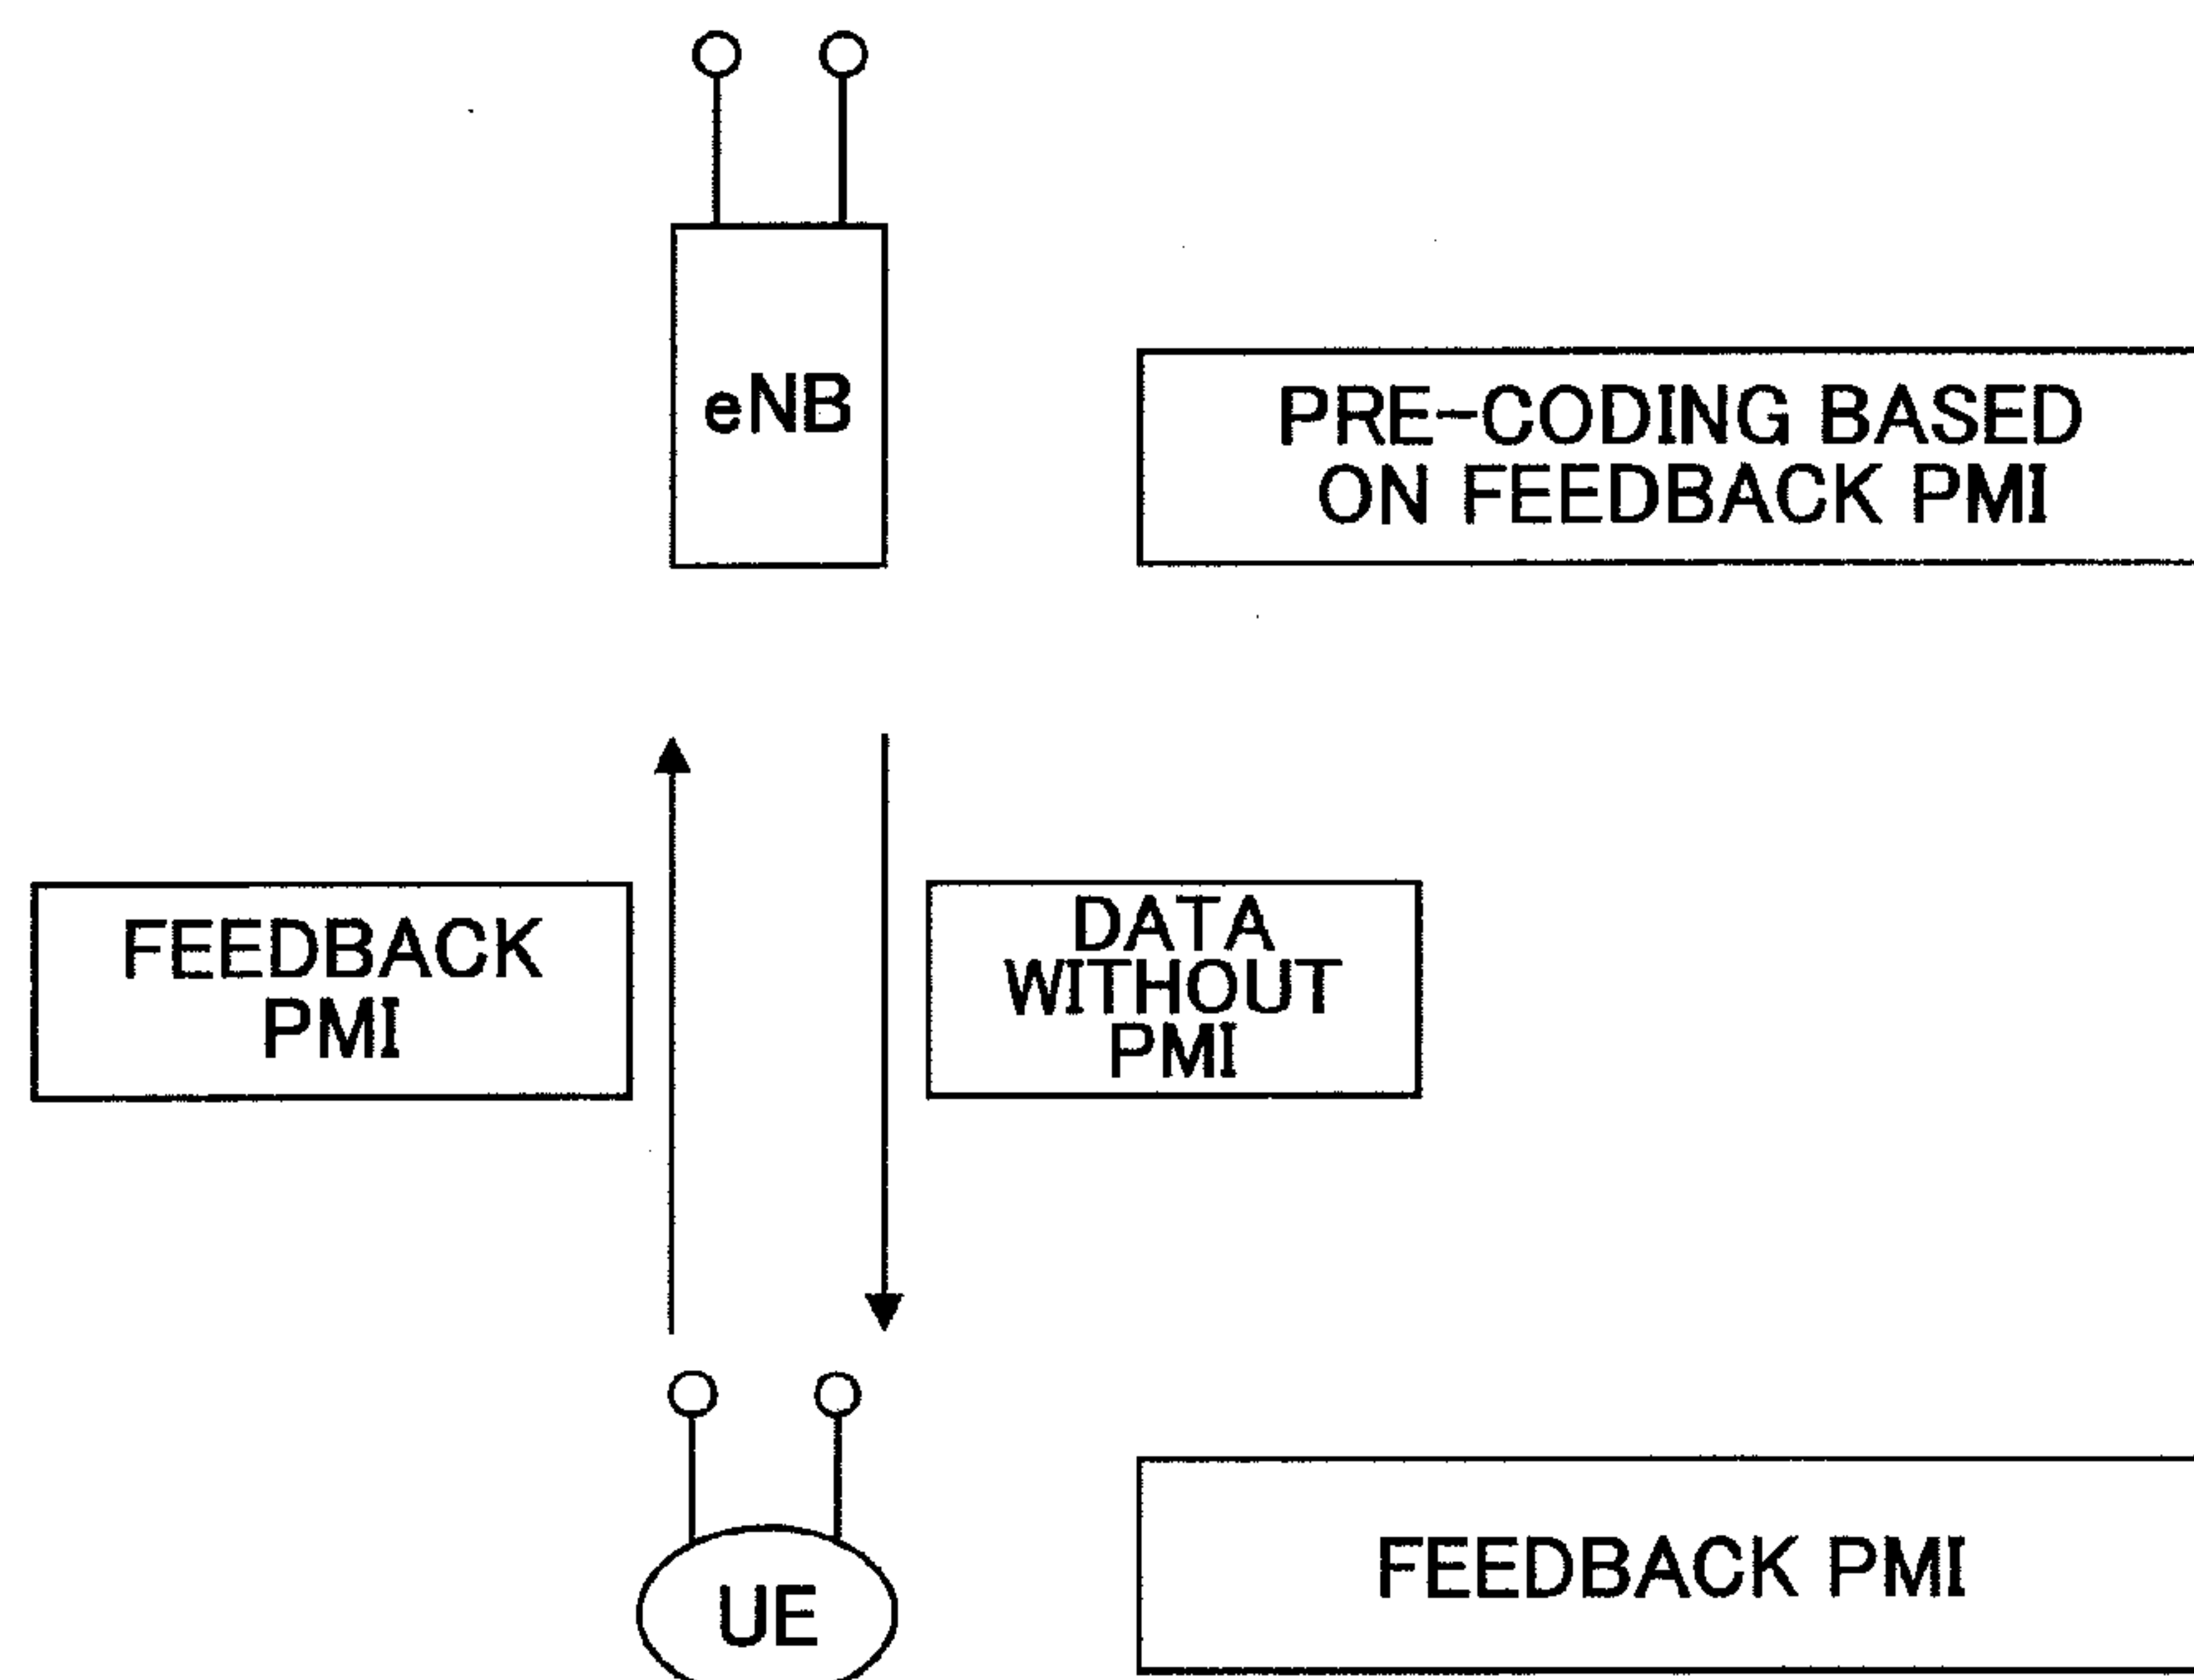 eNB
PRE-CODING BASED
ON FEEDBACK PMI
FEEDBACK
PMI
DATA
WITHOUT
PMI
UE
FEEDBACK PMI